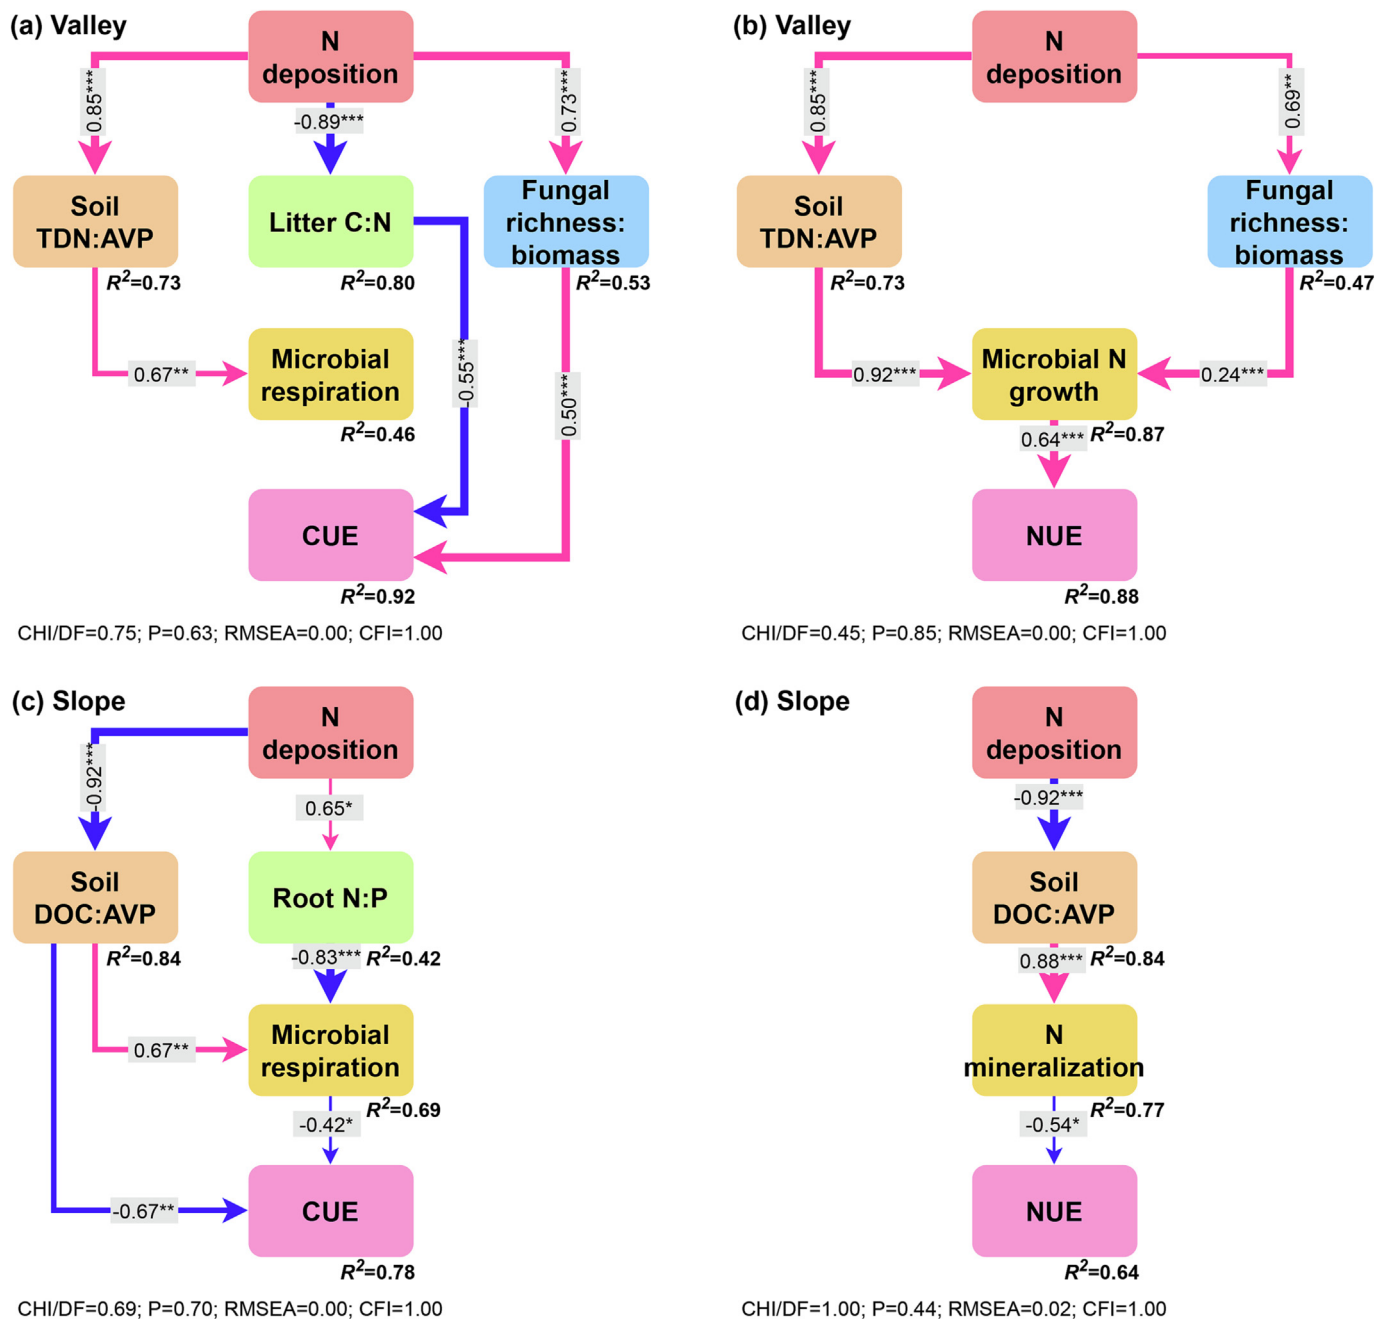 (a) Valley
N
deposition
0.85***
-0.89***
0.73***
Soil
TDN:AVP
R²=0.73
Litter C:N
R²=0.80
Fungal
richness:
biomass
R²=0.53
0.67**
Microbial
respiration
R²=0.46
-0.55***
0.50***
CUE
R²=0.92
CHI/DF=0.75; P=0.63; RMSEA=0.00; CFI=1.00
(b) Valley
N
deposition
0.85***
0.69**
Soil
TDN:AVP
R²=0.73
Fungal
richness:
biomass
R²=0.47
0.92***
Microbial N
growth
0.24***
R²=0.87
0.64***
NUE
R²=0.88
CHI/DF=0.45; P=0.85; RMSEA=0.00; CFI=1.00
(c) Slope
N
deposition
-0.92***
0.65*
Soil
DOC:AVP
R²=0.84
Root N:P
R²=0.42
-0.83***
0.67**
Microbial
respiration
R²=0.69
-0.42*
-0.67**
CUE
R²=0.78
CHI/DF=0.69; P=0.70; RMSEA=0.00; CFI=1.00
(d) Slope
N
deposition
-0.92***
Soil
DOC:AVP
R²=0.84
0.88***
N
mineralization
R²=0.77
-0.54*
NUE
R²=0.64
CHI/DF=1.00; P=0.44; RMSEA=0.02; CFI=1.00